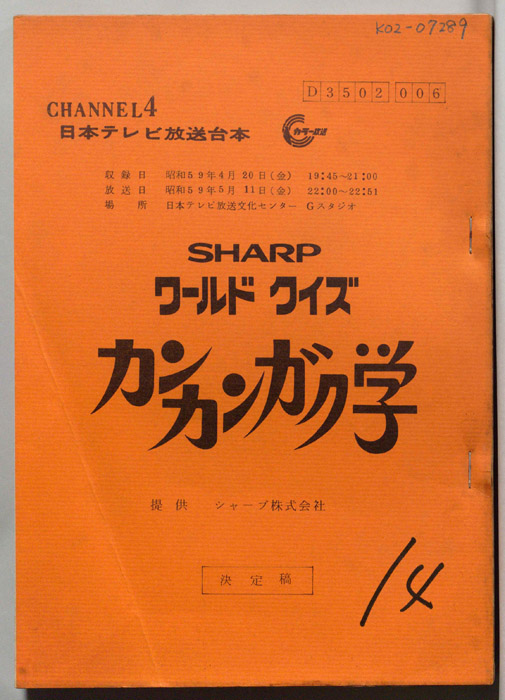 K02-07289
D3502 006
CHANNEL4
日本テレビ放送台本 カラー放送
収録日 昭和59年4月20日(金) 19:45~21:00
放送日 昭和59年5月11日(金) 22:00~22:51
場所 日本テレビ放送文化センター Gスタジオ
SHARP
ワールド クイズ
カンカンガク学
提供 シャープ株式会社
決定稿
14